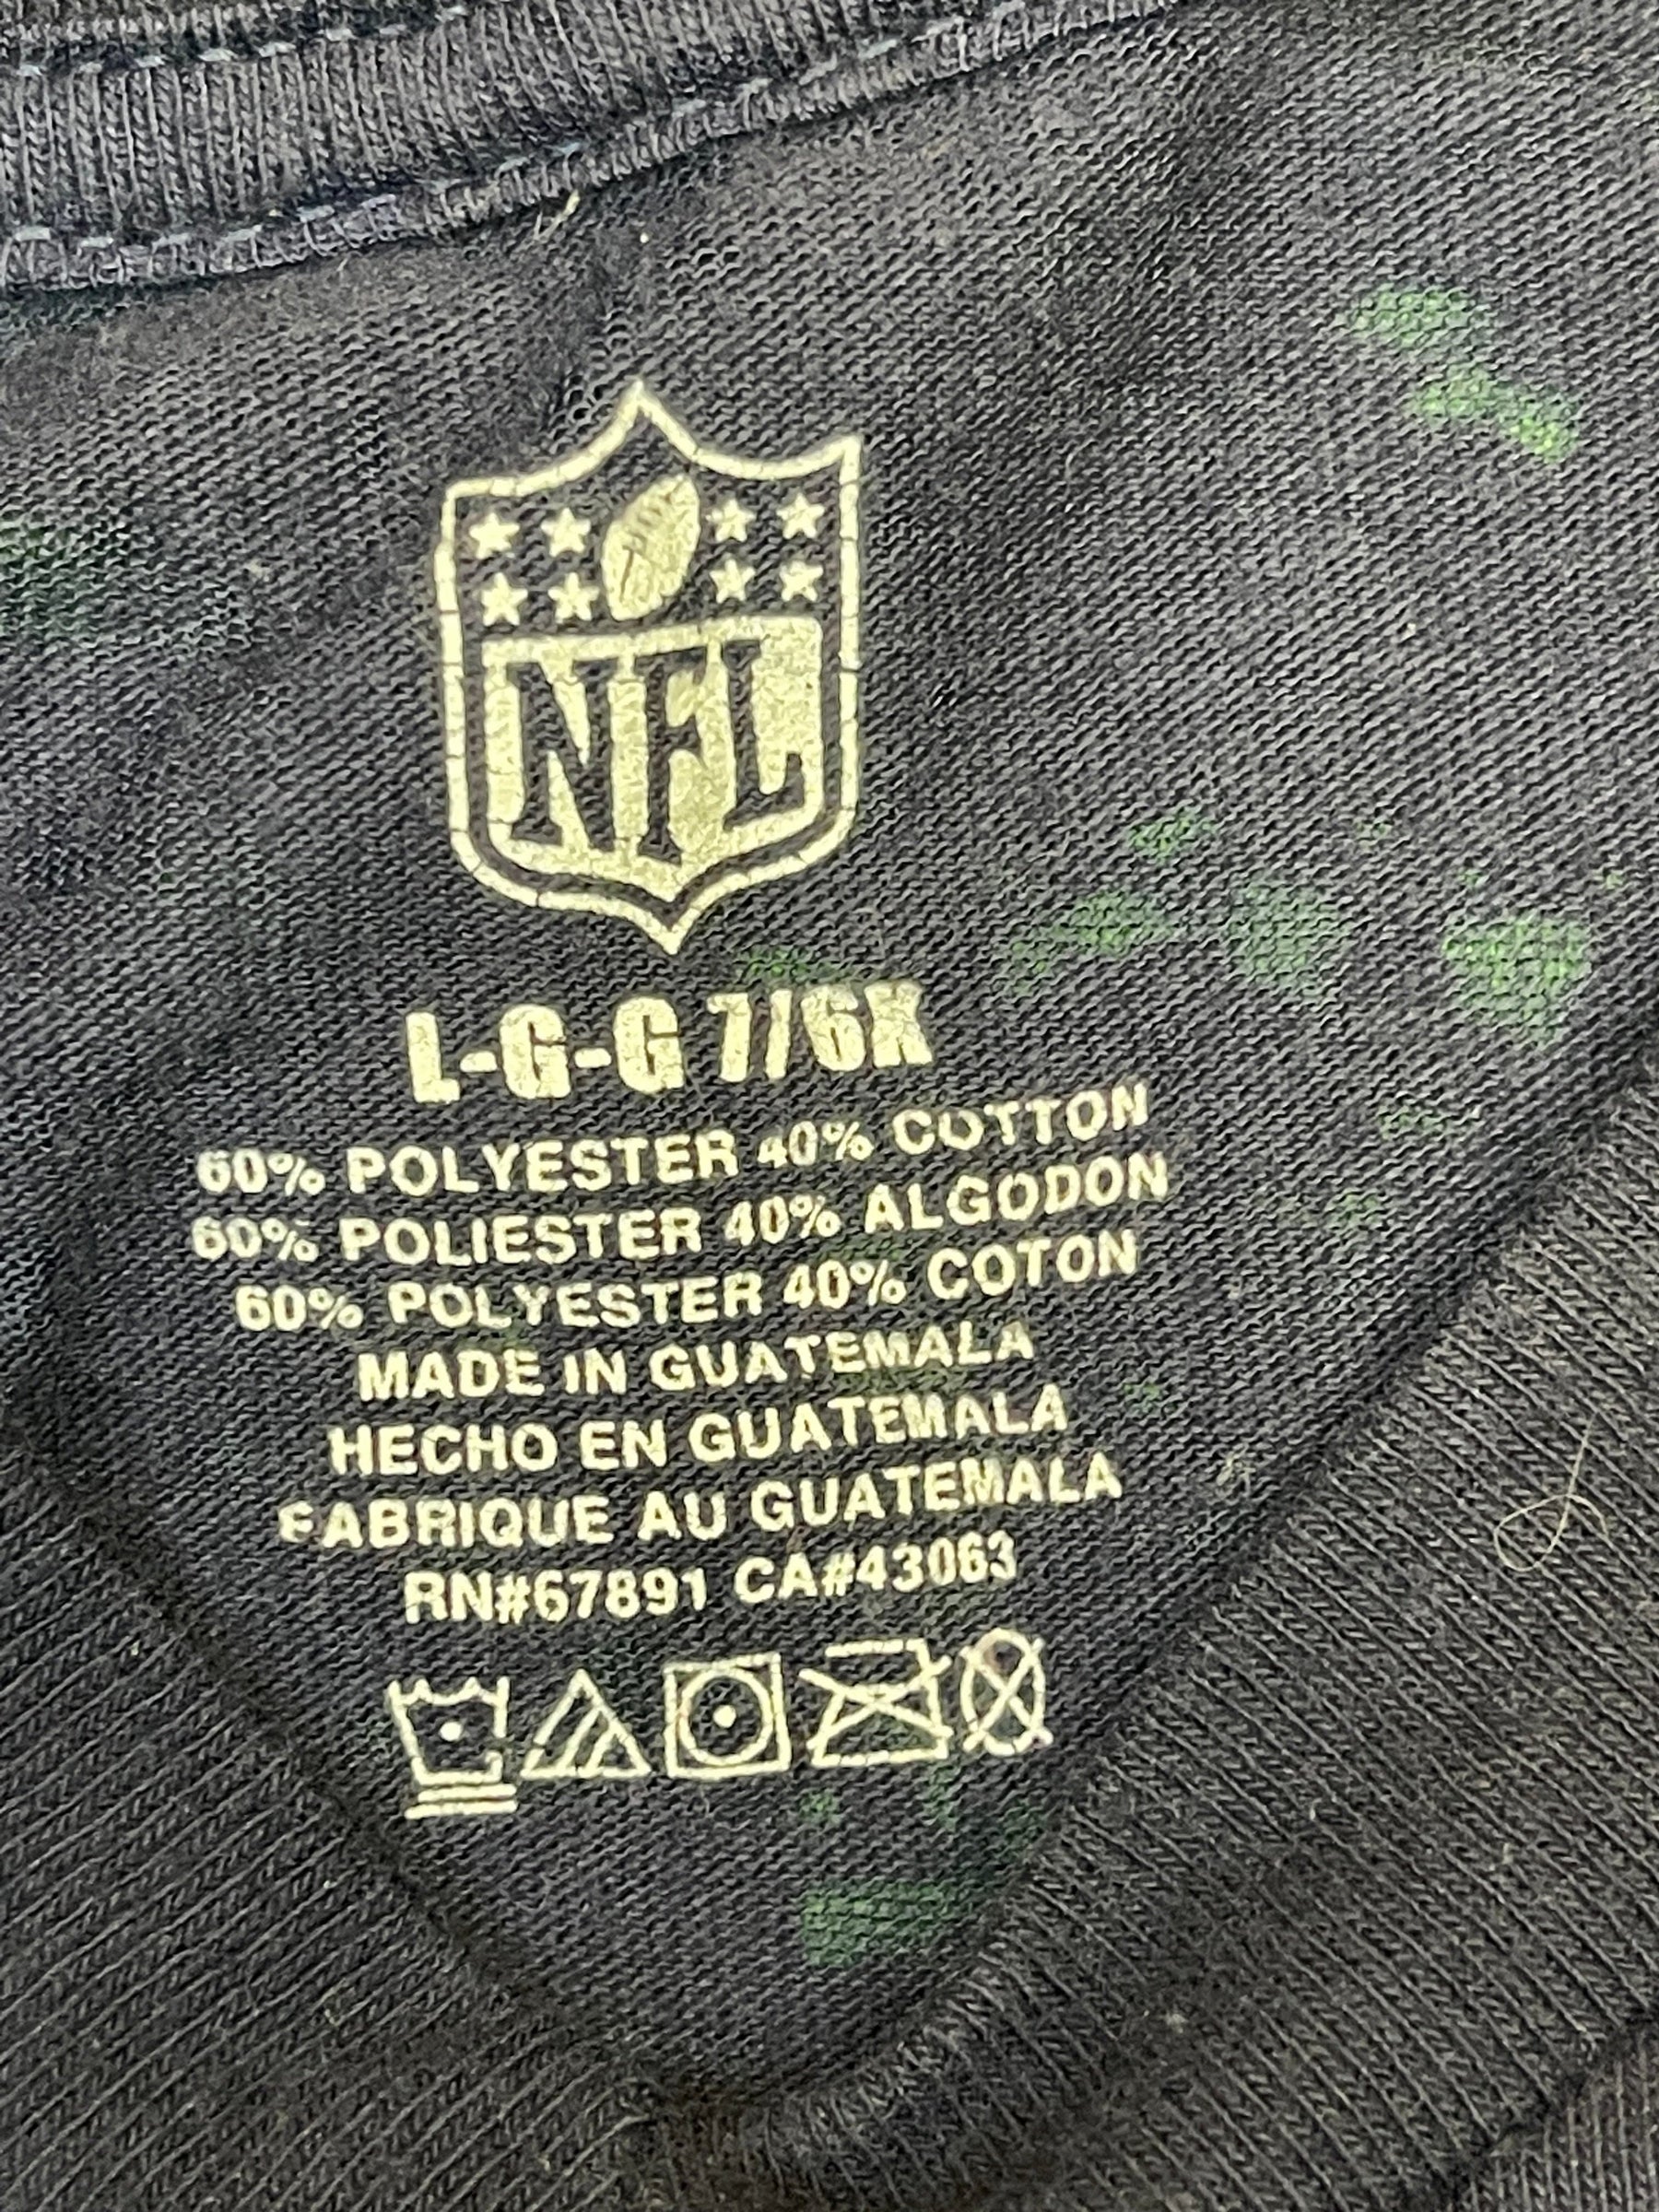 NFL
L-G-G 7/6X
60% POLYESTER 40% COTTON
60% POLIESTER 40% ALGODON
60% POLYESTER 40% COTON
MADE IN GUATEMALA
HECHO EN GUATEMALA
FABRIQUE AU GUATEMALA
RN#67891 CA#43063